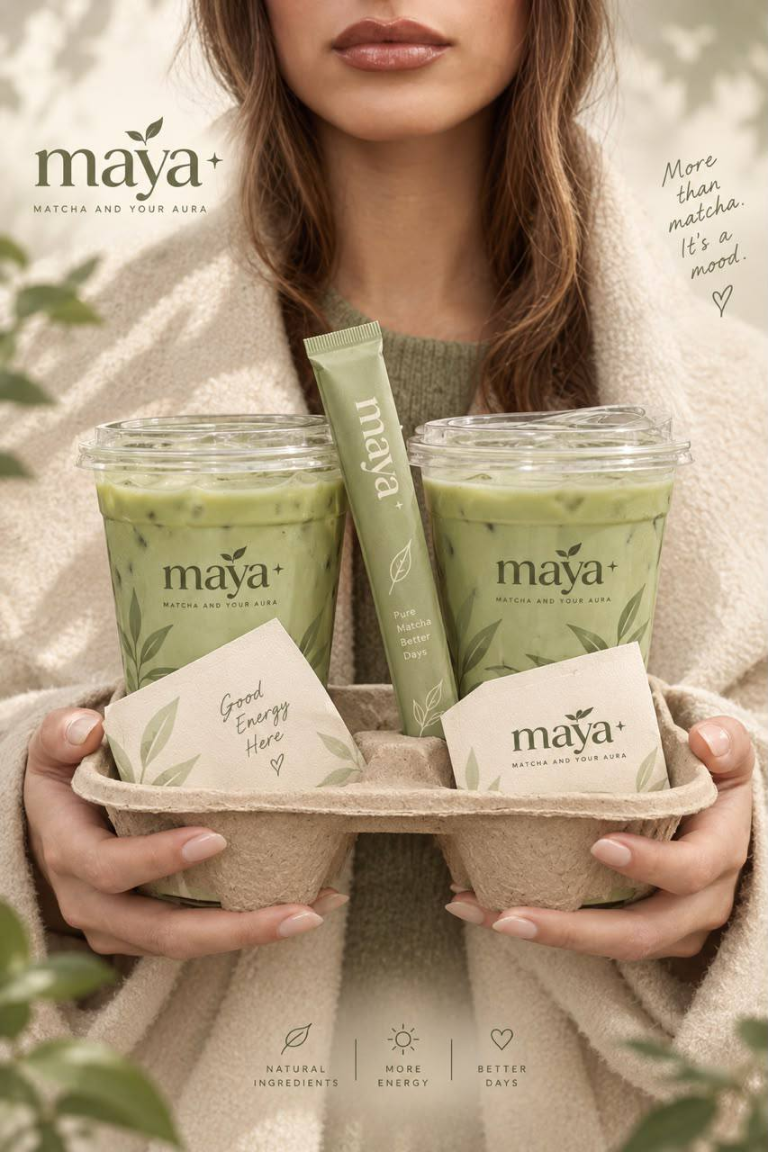 maya
MATCHA AND YOUR AURA
More
than
matcha.
It's a
mood.
maya
Pure
Matcha
Better
Days
maya
MATCHA AND YOUR AURA
maya
MATCHA AND YOUR AURA
Good
Energy
Here
maya
MATCHA AND YOUR AURA
NATURAL
INGREDIENTS
MORE
ENERGY
BETTER
DAYS